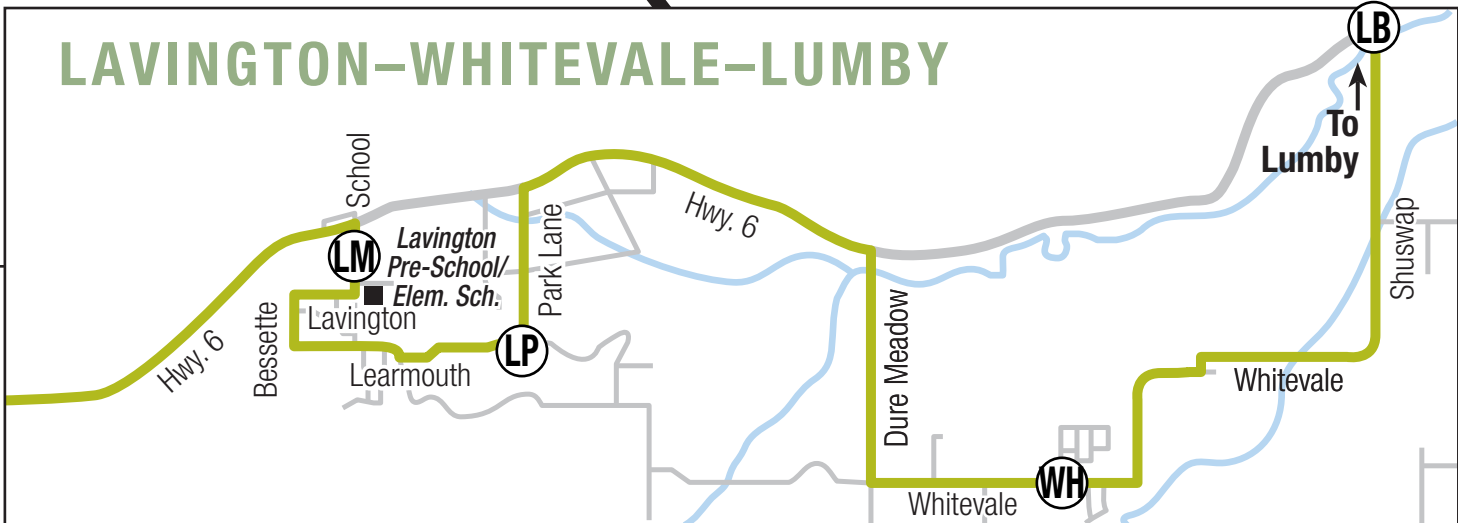 LAVINGTON–WHITEVALE–LUMBY
LB
To
Lumby
School
LM
Lavington
Pre-School/
Elem. Sch.
Park Lane
Hwy. 6
Shuswap
Bessette
Lavington
Hwy. 6
Learmouth
LP
Dure Meadow
Whitevale
WH
Whitevale